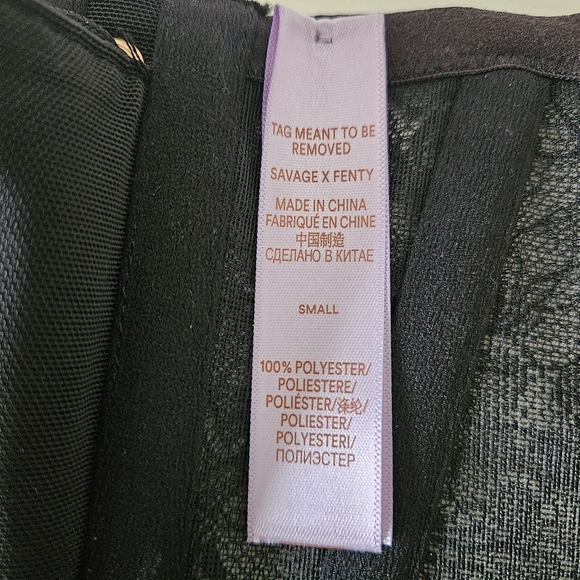 TAG MEANT TO BE
REMOVED
SAVAGE X FENTY
MADE IN CHINA
FABRIQUÉ EN CHINE
中国制造
СДЕЛАНО В КИТАЕ
SMALL
100% POLYESTER/
POLIESTERE/
POLIÉSTER/涤纶/
POLIESTER/
POLYESTERI/
ПОЛИЭСТЕР